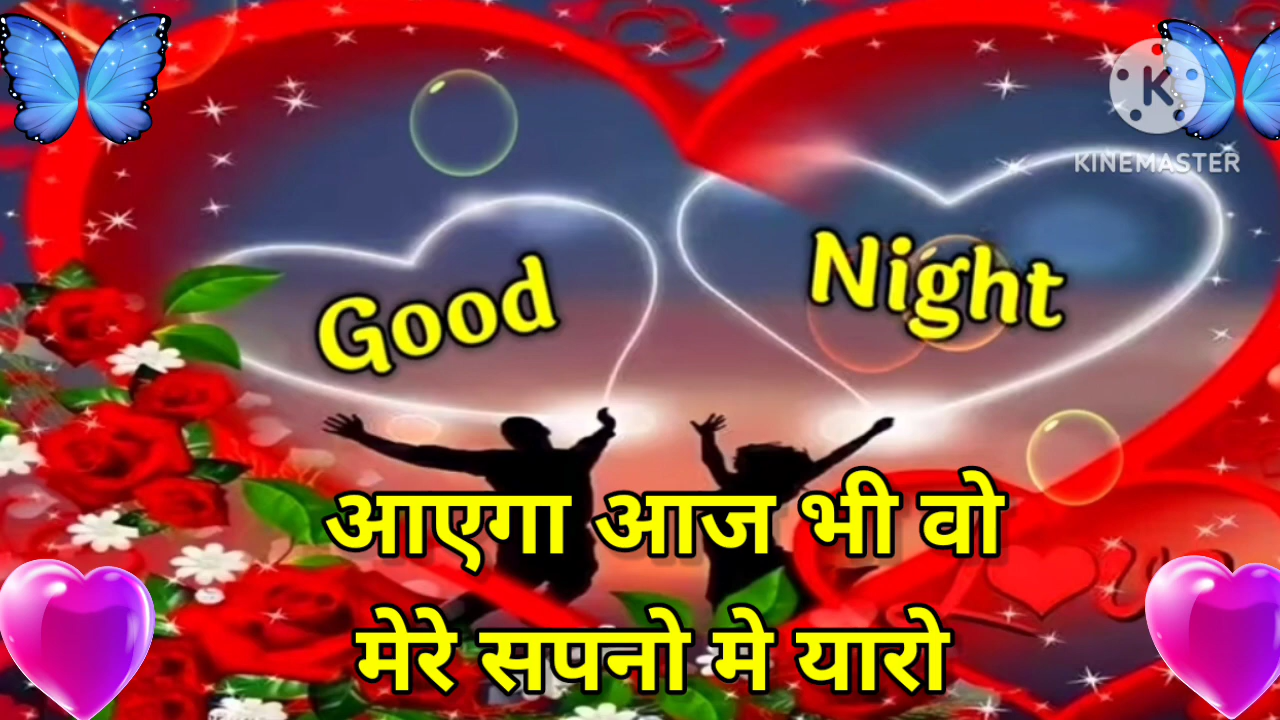 Good
Night
K
KINEMASTER
आएगा आज भी वो
मेरे सपनो मे यारो